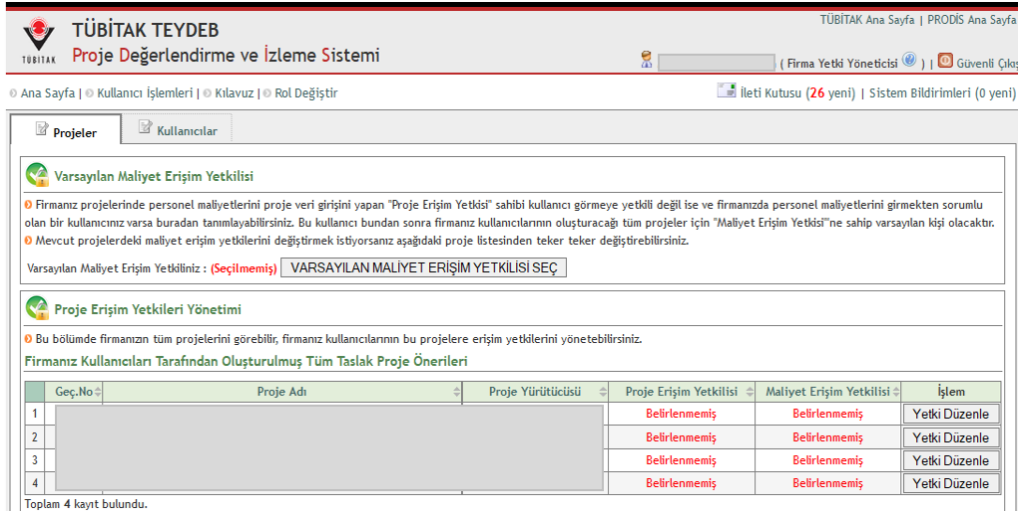 TÜBİTAK Ana Sayfa | PRODİS Ana Sayfa
TÜBİTAK TEYDEB
TÜBİTAK
Proje Değerlendirme ve İzleme Sistemi
( Firma Yetki Yöneticisi ) | Güvenli Çıkış
Ana Sayfa | Kullanıcı İşlemleri | Kılavuz | Rol Değiştir
İleti Kutusu (26 yeni) | Sistem Bildirimleri (0 yeni)
Projeler
Kullanıcılar
Varsayılan Maliyet Erişim Yetkilisi
Firmanız projelerinde personel maliyetlerini proje veri girişini yapan "Proje Erişim Yetkisi" sahibi kullanıcı görmeye yetkili değil ise ve firmanızda personel maliyetlerini girmekten sorumlu
olan bir kullanıcınız varsa buradan tanımlayabilirsiniz. Bu kullanıcı bundan sonra firmanız kullanıcılarının oluşturacağı tüm projeler için "Maliyet Erişim Yetkisi"'ne sahip varsayılan kişi olacaktır.
Mevcut projelerdeki maliyet erişim yetkilerini değiştirmek istiyorsanız aşağıdaki proje listesinden teker teker değiştirebilirsiniz.
Varsayılan Maliyet Erişim Yetkiliniz : (Seçilmemiş) VARSAYILAN MALİYET ERİŞİM YETKİLİSİ SEÇ
Proje Erişim Yetkileri Yönetimi
Bu bölümde firmanızın tüm projelerini görebilir, firmanız kullanıcılarının bu projelere erişim yetkilerini yönetebilirsiniz.
Firmanız Kullanıcıları Tarafından Oluşturulmuş Tüm Taslak Proje Önerileri
Geç.No Proje Adı Proje Yürütücüsü Proje Erişim Yetkilisi Maliyet Erişim Yetkilisi İşlem
1 Belirlenmemiş Belirlenmemiş Yetki Düzenle
2 Belirlenmemiş Belirlenmemiş Yetki Düzenle
3 Belirlenmemiş Belirlenmemiş Yetki Düzenle
4 Belirlenmemiş Belirlenmemiş Yetki Düzenle
Toplam 4 kayıt bulundu.